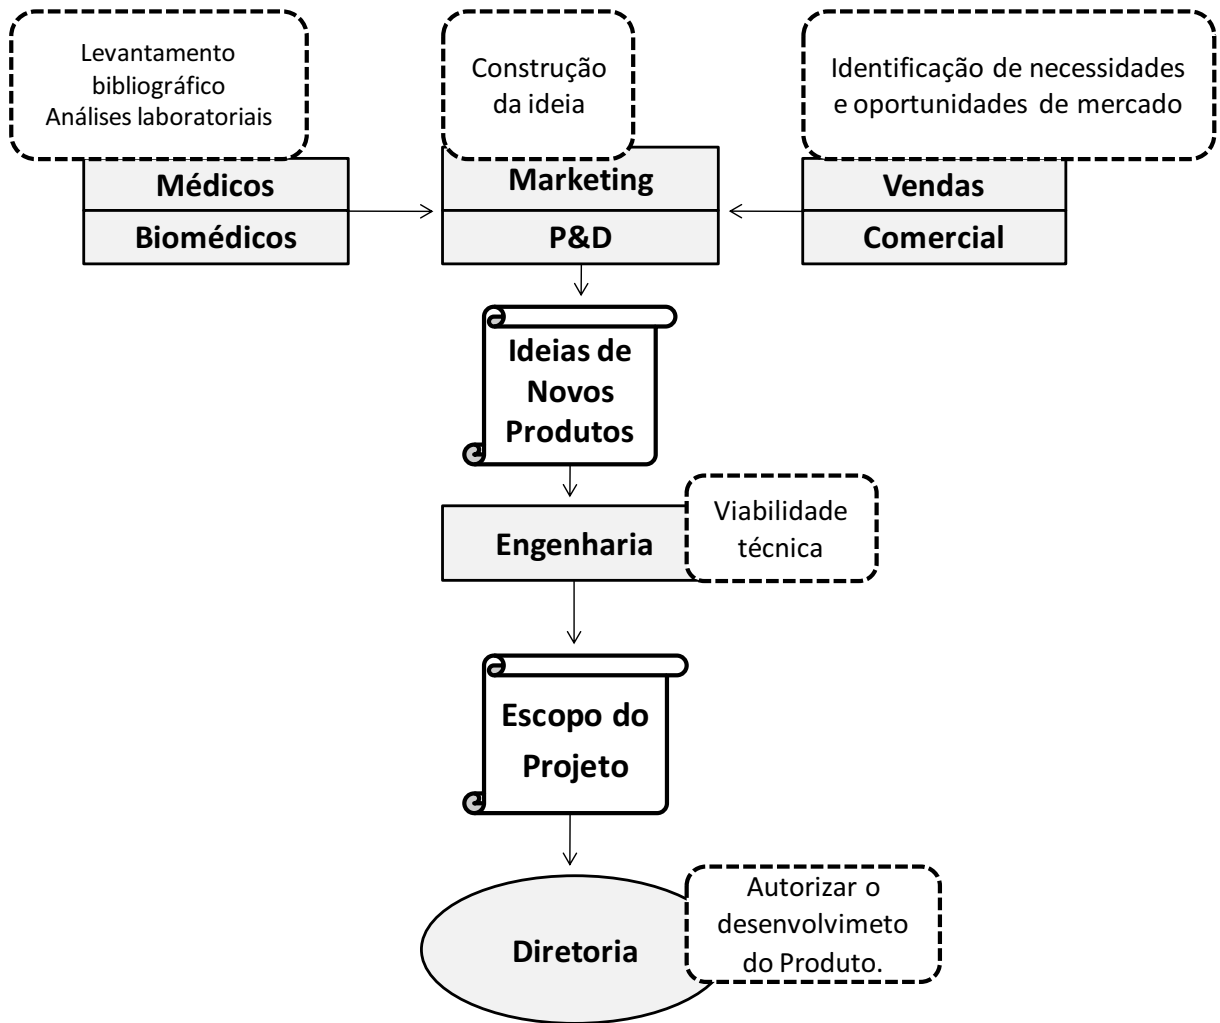 Levantamento
bibliográfico
Análises laboratoriais
Construção
da ideia
Identificação de necessidades
e oportunidades de mercado
Médicos
Biomédicos
Marketing
P&D
Vendas
Comercial
Ideias de
Novos
Produtos
Engenharia
Viabilidade
técnica
Escopo do
Projeto
Diretoria
Autorizar o
desenvolvimeto
do Produto.